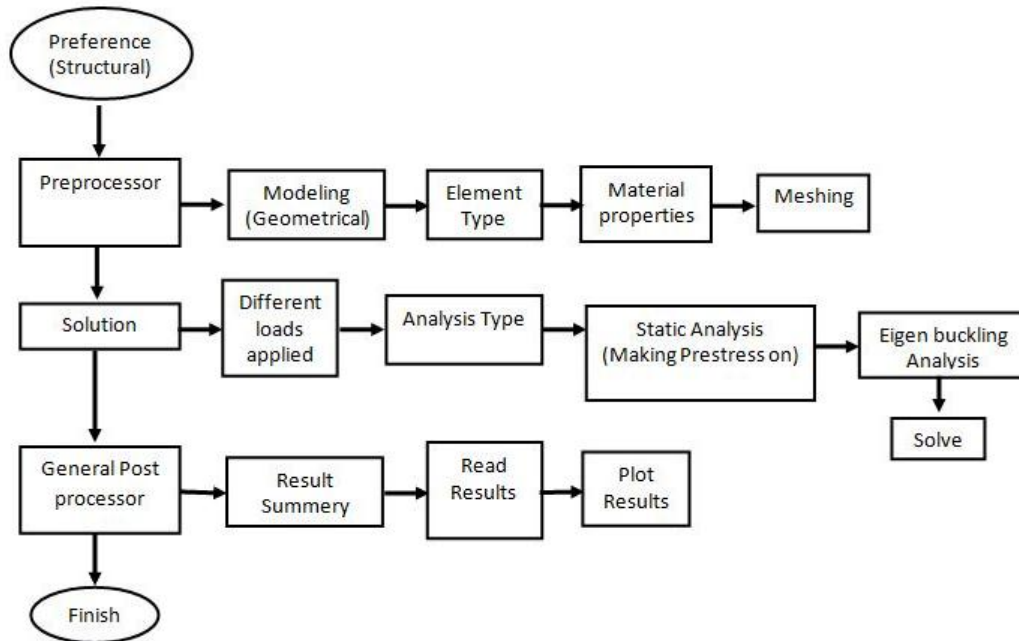 Preference
(Structural)
Preprocessor
Modeling
(Geometrical)
Element
Type
Material
properties
Meshing
Solution
Different
loads
applied
Analysis Type
Static Analysis
(Making Prestress on)
Eigen buckling
Analysis
Solve
General Post
processor
Result
Summery
Read
Results
Plot
Results
Finish